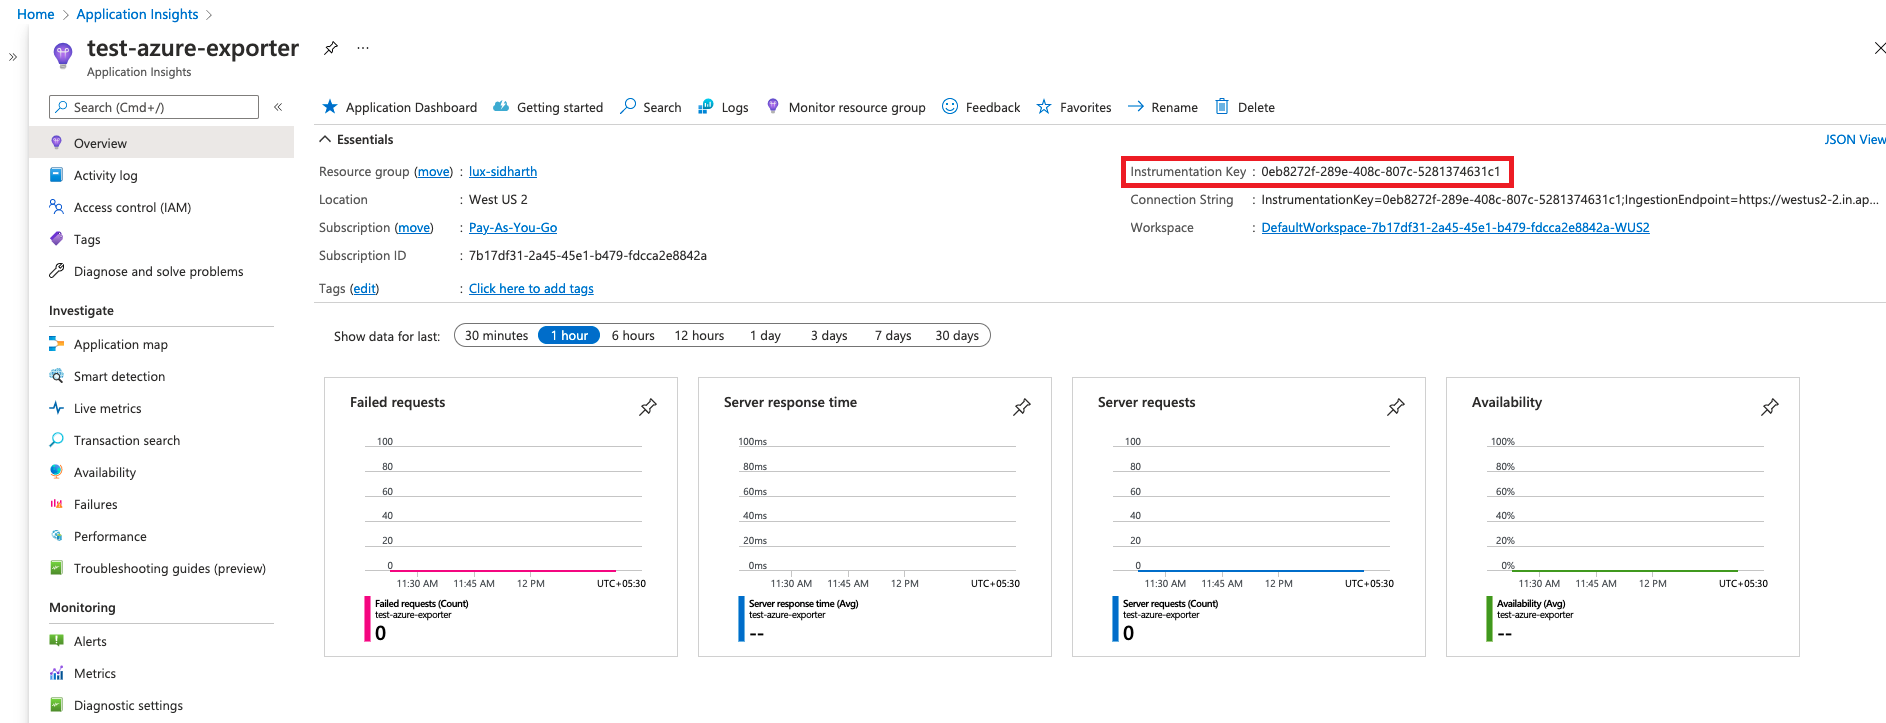 Home > Application Insights >
»
test-azure-exporter
...
Application Insights
Search (Cmd+/)
«
Overview
Activity log
Access control (IAM)
Tags
Diagnose and solve problems
Investigate
Application map
Smart detection
Live metrics
Transaction search
Availability
Failures
Performance
Troubleshooting guides (preview)
Monitoring
Alerts
Metrics
Diagnostic settings
Application Dashboard Getting started Search Logs Monitor resource group Feedback Favorites Rename Delete
Essentials
JSON View
Resource group (move) : lux-sidharth
Location : West US 2
Subscription (move) : Pay-As-You-Go
Subscription ID : 7b17df31-2a45-45e1-b479-fdcca2e8842a
Tags (edit) : Click here to add tags
Instrumentation Key : 0eb8272f-289e-408c-807c-5281374631c1
Connection String : InstrumentationKey=0eb8272f-289e-408c-807c-5281374631c1;IngestionEndpoint=https://westus2-2.in.ap...
Workspace : DefaultWorkspace-7b17df31-2a45-45e1-b479-fdcca2e8842a-WUS2
Show data for last: 30 minutes 1 hour 6 hours 12 hours 1 day 3 days 7 days 30 days
Failed requests
100
80
60
40
20
0
11:30 AM 11:45 AM 12 PM UTC+05:30
Failed requests (Count)
test-azure-exporter
0
Server response time
100ms
80ms
60ms
40ms
20ms
0ms
11:30 AM 11:45 AM 12 PM UTC+05:30
Server response time (Avg)
test-azure-exporter
--
Server requests
100
80
60
40
20
0
11:30 AM 11:45 AM 12 PM UTC+05:30
Server requests (Count)
test-azure-exporter
0
Availability
100%
80%
60%
40%
20%
0%
11:30 AM 11:45 AM 12 PM UTC+05:30
Availability (Avg)
test-azure-exporter
--